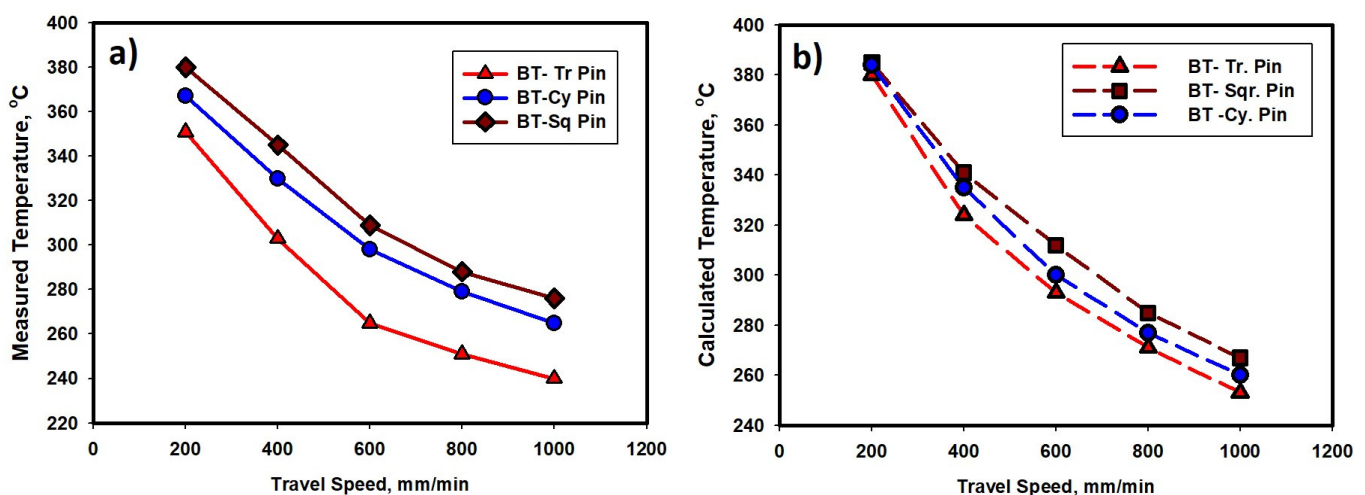 a)
BT- Tr Pin
BT-Cy Pin
BT-Sq Pin
Measured Temperature, °C
400
380
360
340
320
300
280
260
240
220
0 200 400 600 800 1000 1200
Travel Speed, mm/min
b)
BT- Tr. Pin
BT- Sqr. Pin
BT -Cy. Pin
Calculated Temperature, °C
400
380
360
340
320
300
280
260
240
0 200 400 600 800 1000 1200
Travel Speed, mm/min